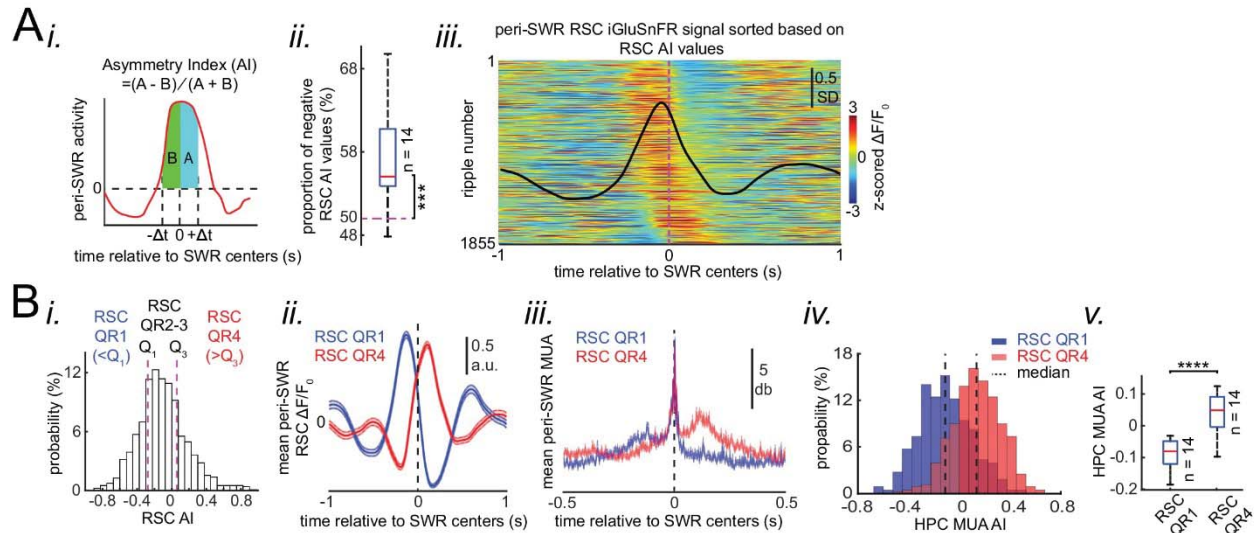 A
i.
Asymmetry Index (AI)
=(A - B)/(A + B)
peri-SWR activity
B A
0
-Δt 0 +Δt
time relative to SWR centers (s)
ii.
proportion of negative
RSC AI values (%)
68
58
50
48
n = 14
***
iii.
peri-SWR RSC iGluSnFR signal sorted based on
RSC AI values
ripple number
1
1855
-1 0 1
time relative to SWR centers (s)
0.5
SD
3
0
-3
z-scored ΔF/F0
B
i.
RSC
QR1
(<Q1)
RSC
QR2-3
Q1 Q3
RSC
QR4
(>Q3)
probability (%)
12
6
0
-0.8 -0.4 0 0.4 0.8
RSC AI
ii.
RSC QR1
RSC QR4
0.5
a.u.
mean peri-SWR
RSC ΔF/F0
0
-1 0 1
time relative to SWR centers (s)
iii.
RSC QR1
RSC QR4
5
db
mean peri-SWR MUA
-0.5 0 0.5
time relative to SWR centers (s)
iv.
RSC QR1
RSC QR4
median
propability (%)
18
12
6
0
-0.8 -0.4 0 0.4 0.8
HPC MUA AI
v.
****
HPC MUA AI
0.1
0
-0.1
-0.2
n = 14
n = 14
RSC
QR1
RSC
QR4